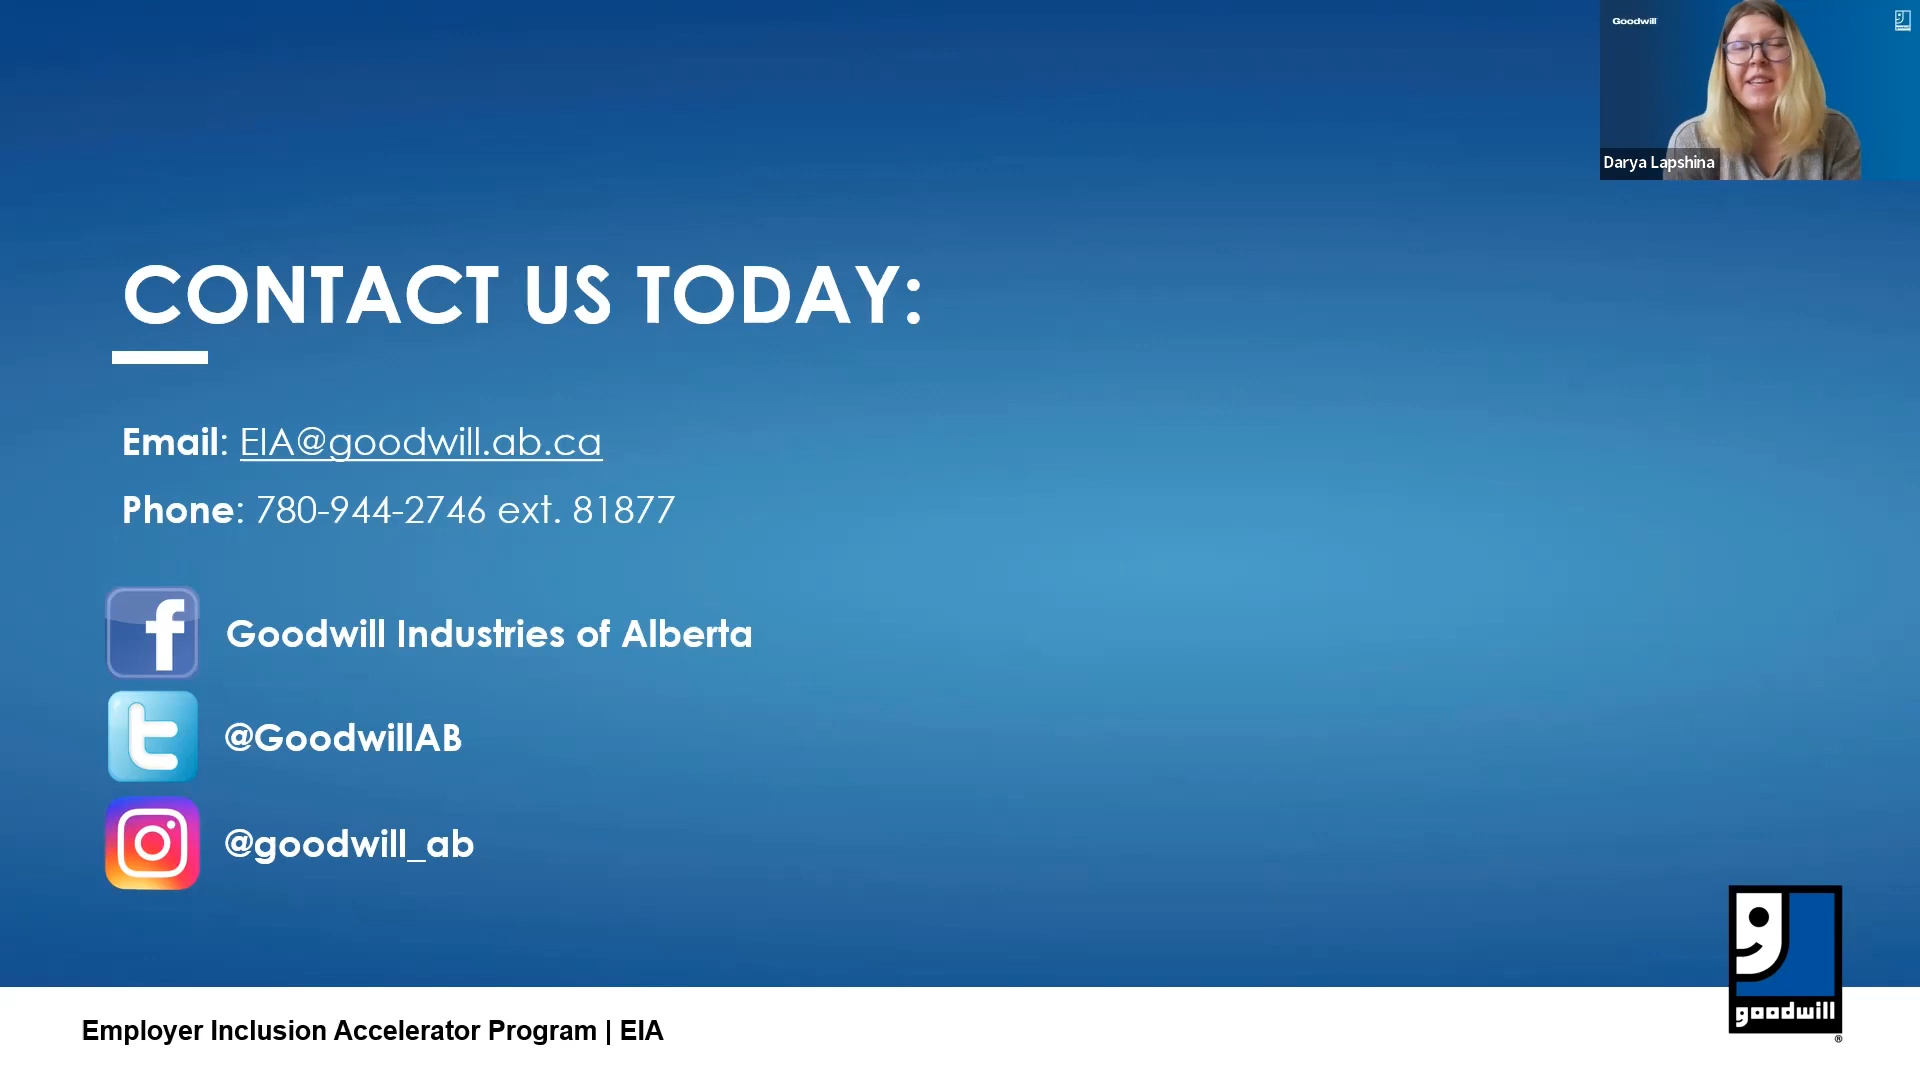 Goodwill
Darya Lapshina
CONTACT US TODAY:
Email: EIA@goodwill.ab.ca
Phone: 780-944-2746 ext. 81877
Goodwill Industries of Alberta
@GoodwillAB
@goodwill_ab
goodwill
®
Employer Inclusion Accelerator Program | EIA